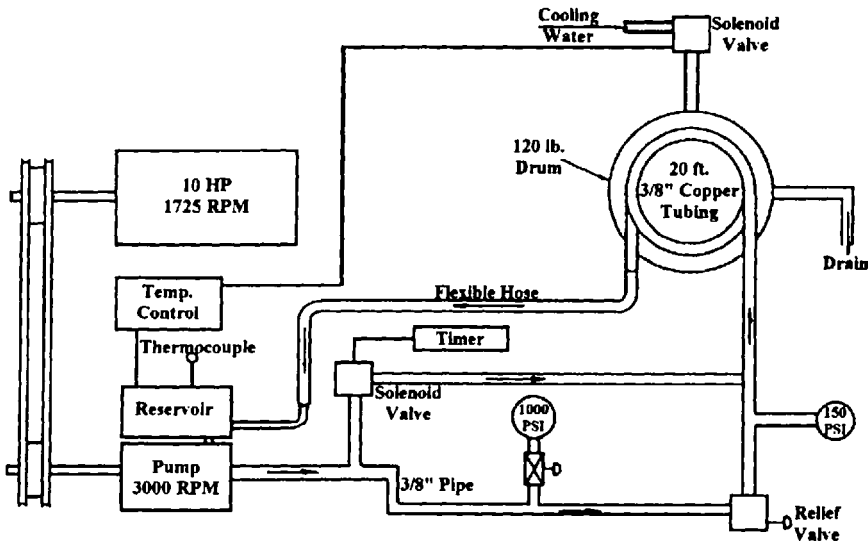 Cooling
Water
Solenoid
Valve
120 lb.
Drum
20 ft.
3/8" Copper
Tubing
10 HP
1725 RPM
Drain
Temp.
Control
Flexible Hose
Thermocouple
Timer
Reservoir
Solenoid
Valve
1000
PSI
150
PSI
Pump
3000 RPM
3/8" Pipe
Relief
Valve